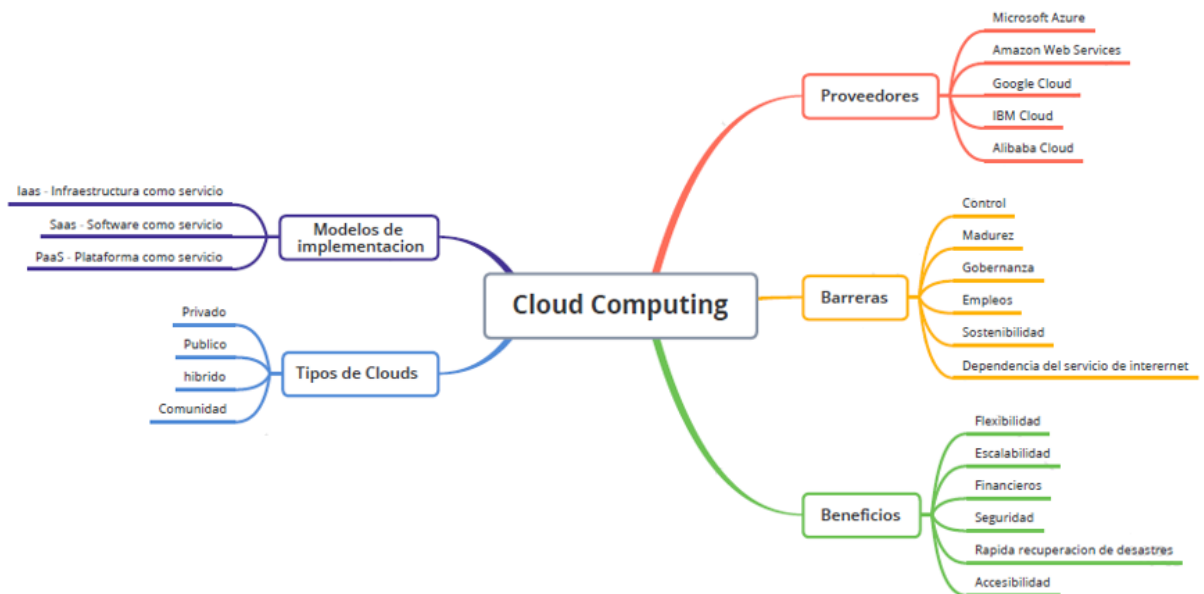 Cloud Computing
Proveedores
Microsoft Azure
Amazon Web Services
Google Cloud
IBM Cloud
Alibaba Cloud
Barreras
Control
Madurez
Gobernanza
Empleos
Sostenibilidad
Dependencia del servicio de interernet
Beneficios
Flexibilidad
Escalabilidad
Financieros
Seguridad
Rapida recuperacion de desastres
Accesibilidad
Modelos de
implementacion
Iaas - Infraestructura como servicio
Saas - Software como servicio
PaaS - Plataforma como servicio
Tipos de Clouds
Privado
Publico
hibrido
Comunidad